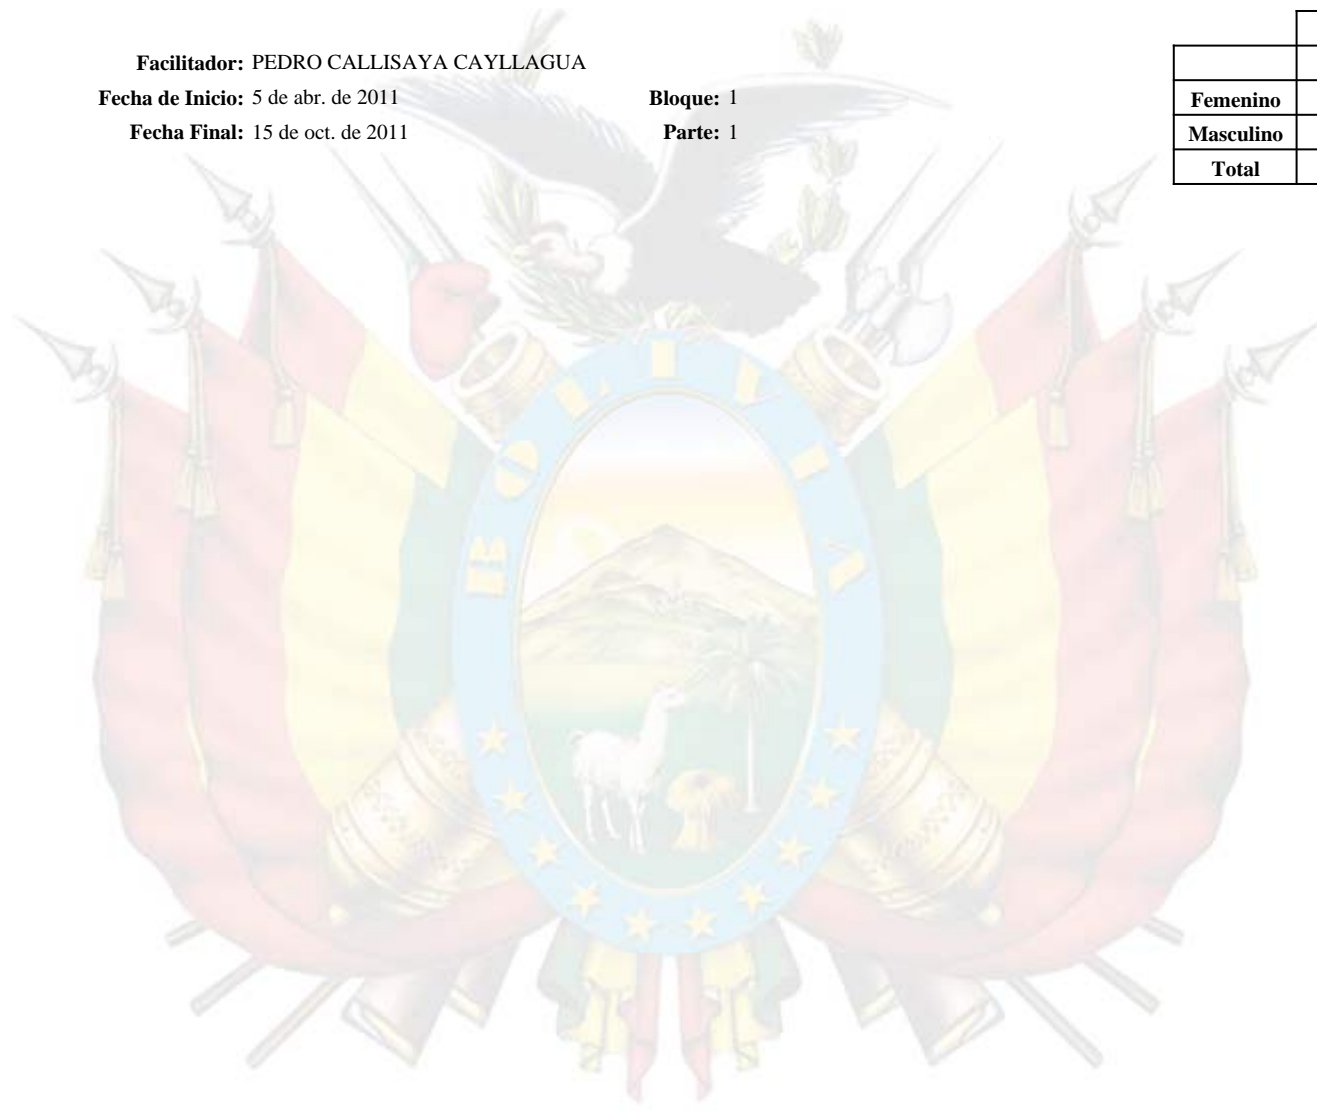 Facilitador: PEDRO CALLISAYA CAYLLAGUA
Fecha de Inicio: 5 de abr. de 2011 Bloque: 1
Fecha Final: 15 de oct. de 2011 Parte: 1
Femenino
Masculino
Total
BOLIVIA